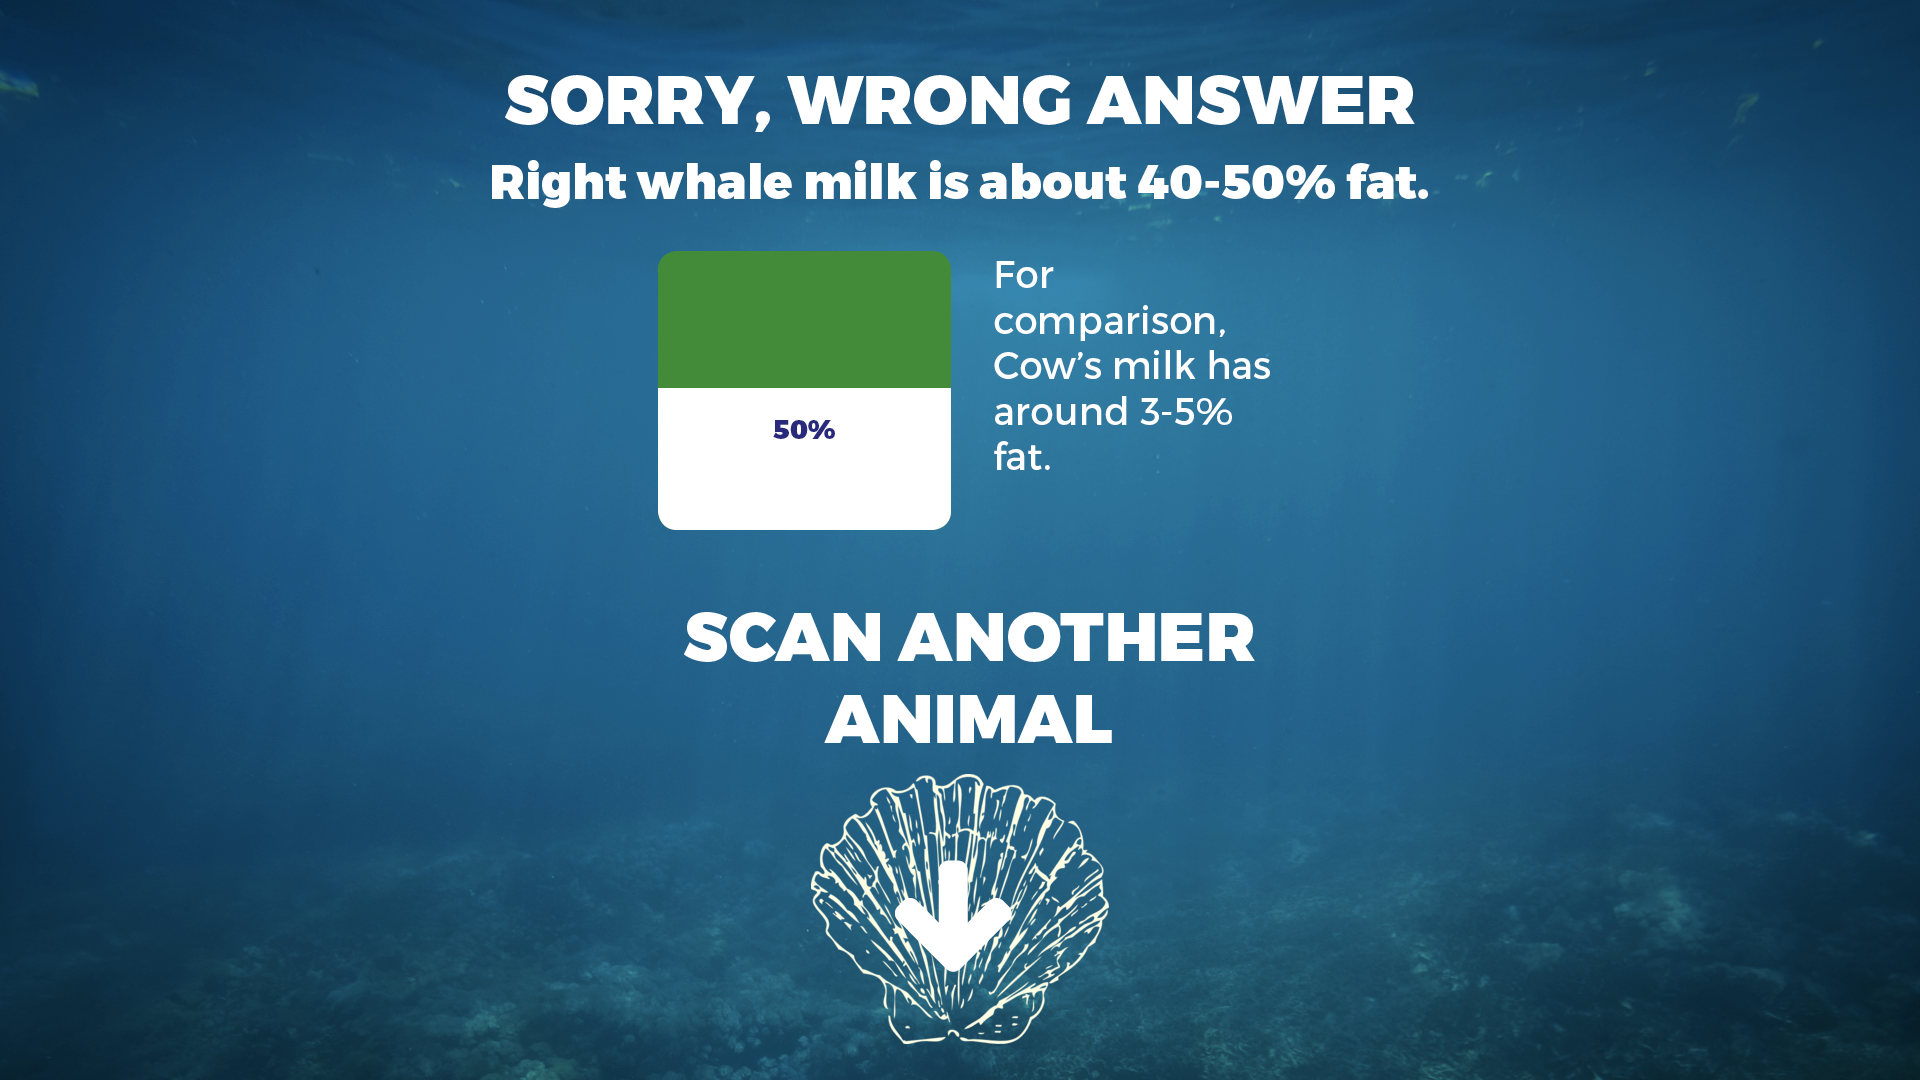 SORRY, WRONG ANSWER
Right whale milk is about 40-50% fat.
50%
For
comparison,
Cow’s milk has
around 3-5%
fat.
SCAN ANOTHER
ANIMAL